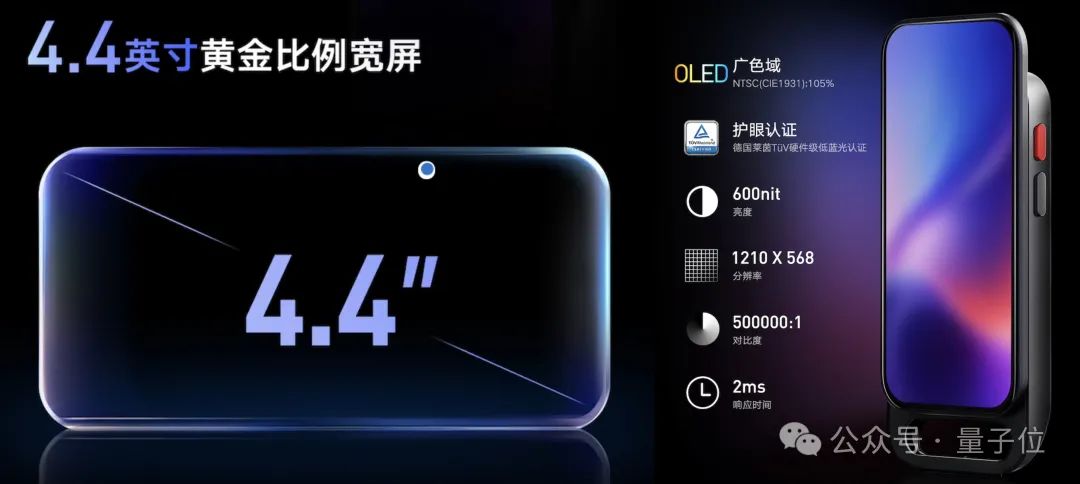 4.4英寸黄金比例宽屏
4.4"
OLED 广色域
NTSC(CIE1931):105%
TÜVRheinland
护眼认证
德国莱茵TüV硬件级低蓝光认证
600nit
亮度
1210 X 568
分辨率
500000:1
对比度
2ms
响应时间
公众号 · 量子位